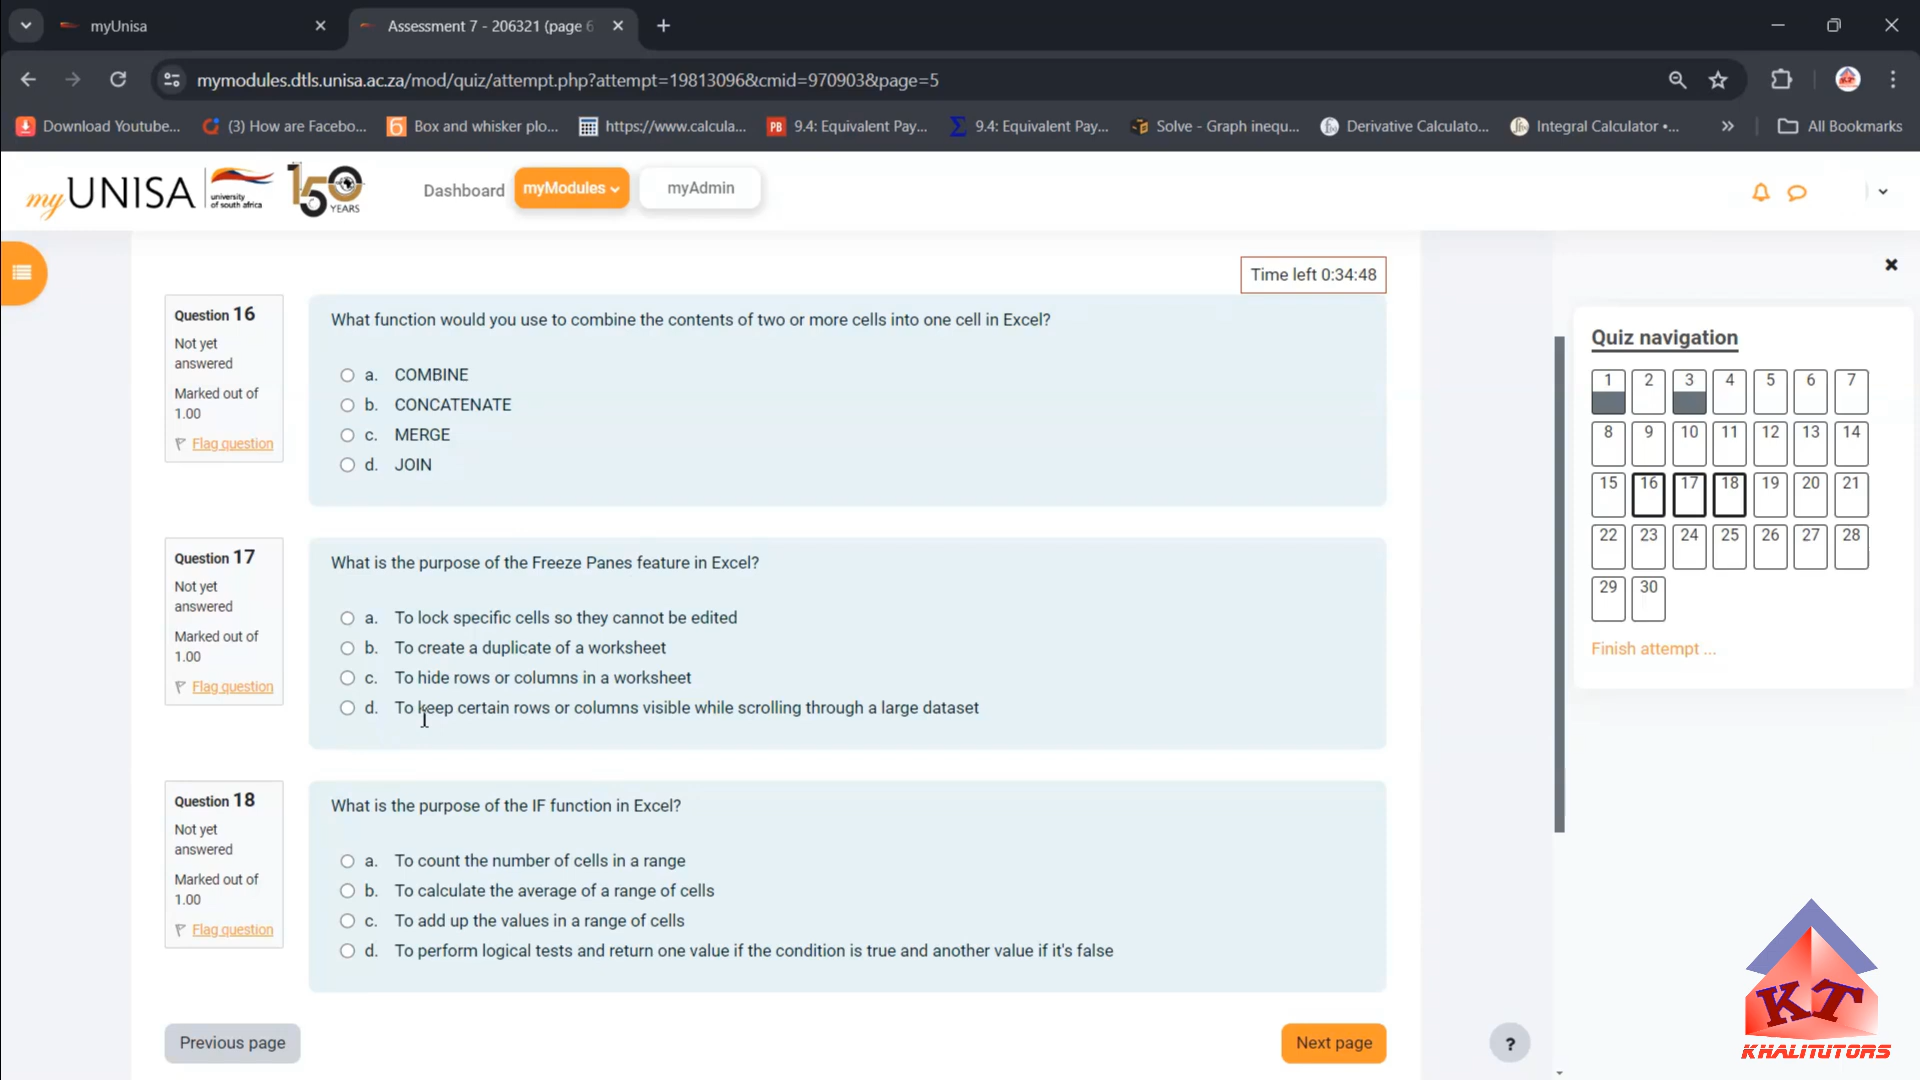 myUnisa
Assessment 7 - 206321 (page 6
mymodules.dtls.unisa.ac.za/mod/quiz/attempt.php?attempt=19813096&cmid=970903&page=5
Download Youtube...
(3) How are Facebo...
Box and whisker plo...
https://www.calcula...
PB
9.4: Equivalent Pay...
9.4: Equivalent Pay...
Solve - Graph inequ...
Derivative Calculato...
Integral Calculator •...
All Bookmarks
myUNISA
university
of south africa
150
YEARS
Dashboard
myModules
myAdmin
Time left 0:34:48
Question 16
Not yet
answered
Marked out of
1.00
Flag question
What function would you use to combine the contents of two or more cells into one cell in Excel?
a. COMBINE
b. CONCATENATE
c. MERGE
d. JOIN
Question 17
Not yet
answered
Marked out of
1.00
Flag question
What is the purpose of the Freeze Panes feature in Excel?
a. To lock specific cells so they cannot be edited
b. To create a duplicate of a worksheet
c. To hide rows or columns in a worksheet
d. To keep certain rows or columns visible while scrolling through a large dataset
Question 18
Not yet
answered
Marked out of
1.00
Flag question
What is the purpose of the IF function in Excel?
a. To count the number of cells in a range
b. To calculate the average of a range of cells
c. To add up the values in a range of cells
d. To perform logical tests and return one value if the condition is true and another value if it's false
Previous page
Next page
?
Quiz navigation
1 2 3 4 5 6 7
8 9 10 11 12 13 14
15 16 17 18 19 20 21
22 23 24 25 26 27 28
29 30
Finish attempt ...
KT
KHALITUTORS